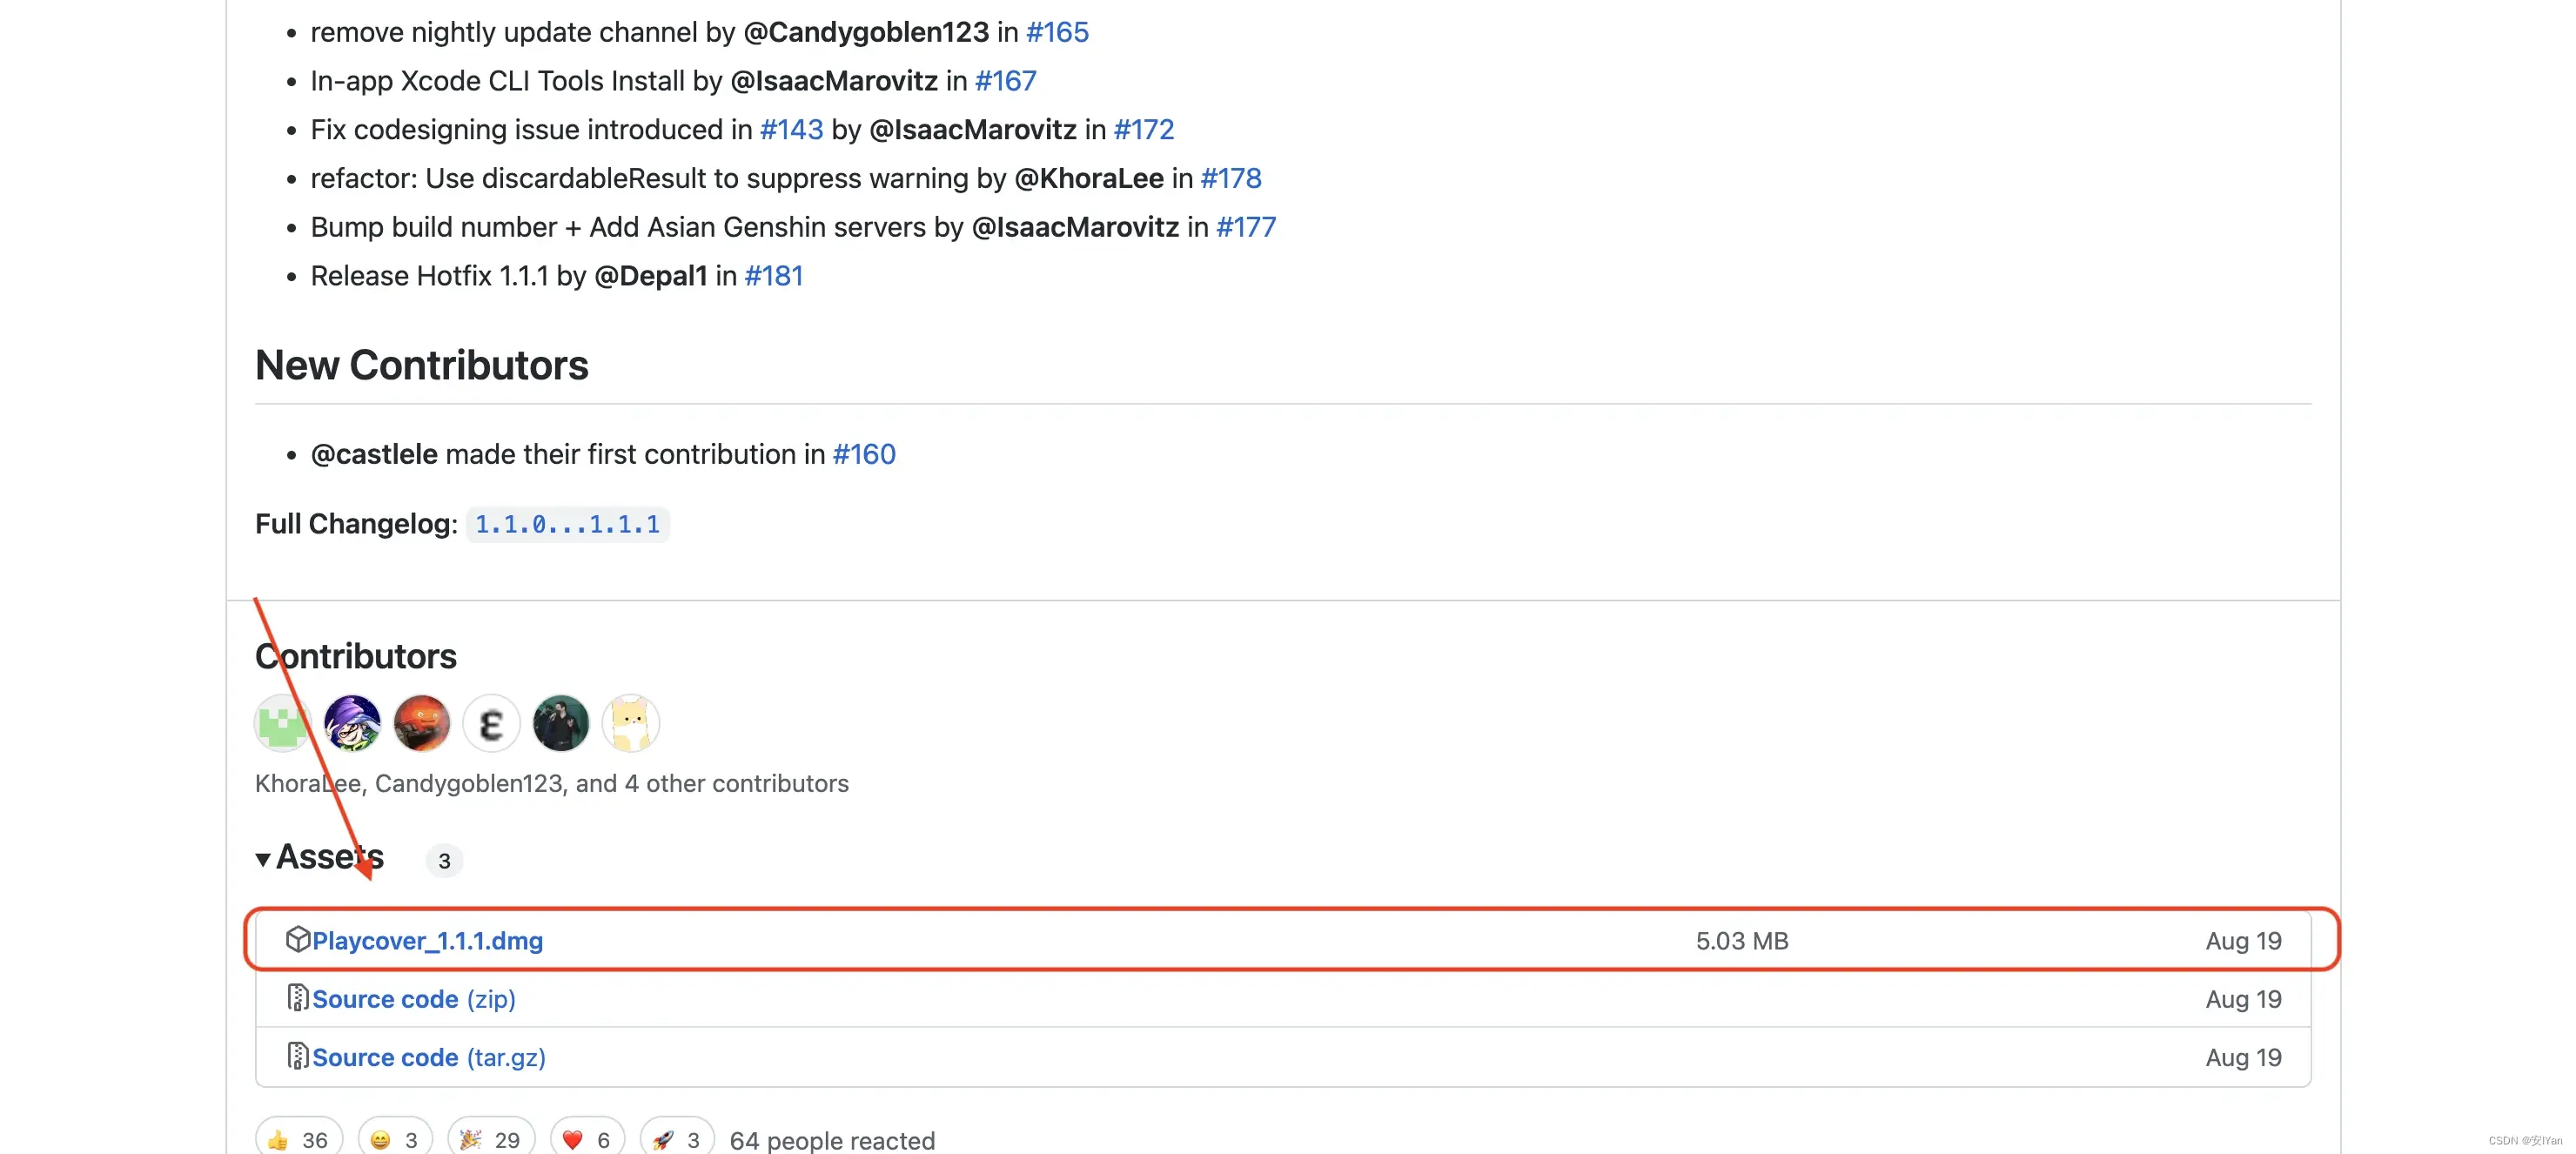 remove nightly update channel by @Candygoblen123 in #165
In-app Xcode CLI Tools Install by @IsaacMarovitz in #167
Fix codesigning issue introduced in #143 by @IsaacMarovitz in #172
refactor: Use discardableResult to suppress warning by @KhoraLee in #178
Bump build number + Add Asian Genshin servers by @IsaacMarovitz in #177
Release Hotfix 1.1.1 by @Depal1 in #181
New Contributors
@castlele made their first contribution in #160
Full Changelog: 1.1.0...1.1.1
Contributors
ε
KhoraLee, Candygoblen123, and 4 other contributors
Assets 3
Playcover_1.1.1.dmg 5.03 MB Aug 19
Source code (zip) Aug 19
Source code (tar.gz) Aug 19
36 3 29 6 3 64 people reacted
CSDN @安IYan